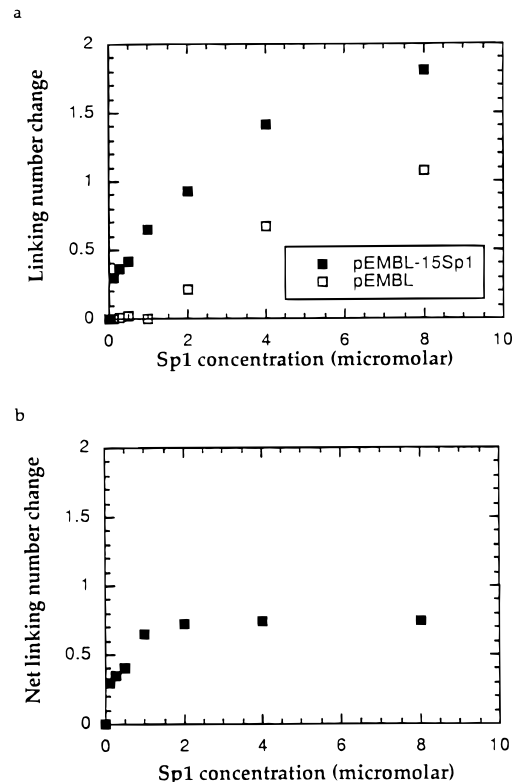 a
Linking number change
2
1.5
1
0.5
0
0 2 4 6 8 10
pEMBL-15Sp1
pEMBL
Sp1 concentration (micromolar)
b
Net linking number change
2
1.5
1
0.5
0
0 2 4 6 8 10
Sp1 concentration (micromolar)